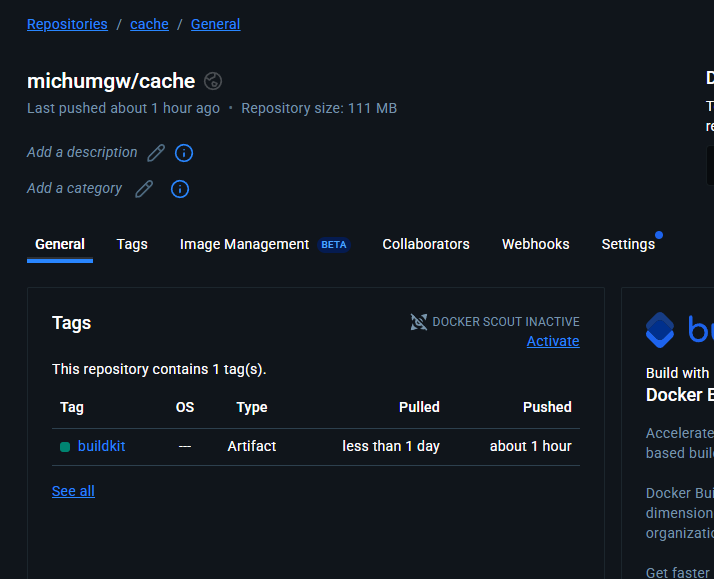 Repositories / cache / General
michumgw/cache
Last pushed about 1 hour ago • Repository size: 111 MB
Add a description
Add a category
General Tags Image Management BETA Collaborators Webhooks Settings
Tags
DOCKER SCOUT INACTIVE
Activate
This repository contains 1 tag(s).
Tag OS Type Pulled Pushed
buildkit --- Artifact less than 1 day about 1 hour
See all
Build with
Docker B
Accelerate
based buil
Docker Bui
dimension
organizatio
Get faster